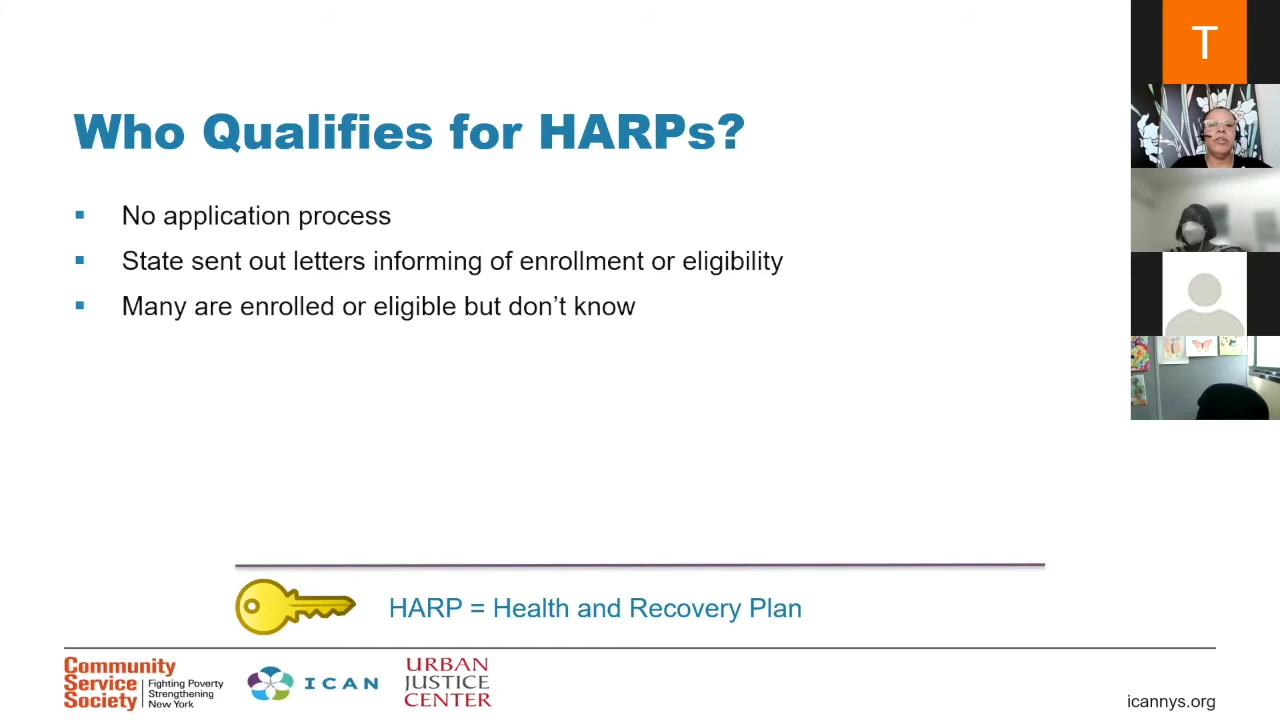 T
Who Qualifies for HARPs?
No application process
State sent out letters informing of enrollment or eligibility
Many are enrolled or eligible but don't know
HARP = Health and Recovery Plan
Community
Service
Society
Fighting Poverty
Strengthening
New York
ICAN
URBAN
JUSTICE
CENTER
icannys.org